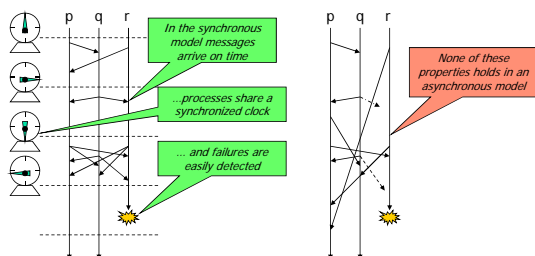 p q r
In the synchronous
model messages
arrive on time
...processes share a
synchronized clock
... and failures are
easily detected
p q r
None of these
properties holds in an
asynchronous model